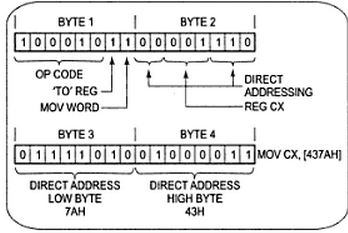 BYTE 1 BYTE 2
1 0 0 0 1 0 1 1 0 0 0 0 1 1 1 0
OP CODE
'TO' REG
MOV WORD
DIRECT
ADDRESSING
REG CX
BYTE 3 BYTE 4
0 1 1 1 1 0 1 0 0 1 0 0 0 0 1 1 MOV CX, [437AH]
DIRECT ADDRESS
LOW BYTE
7AH
DIRECT ADDRESS
HIGH BYTE
43H